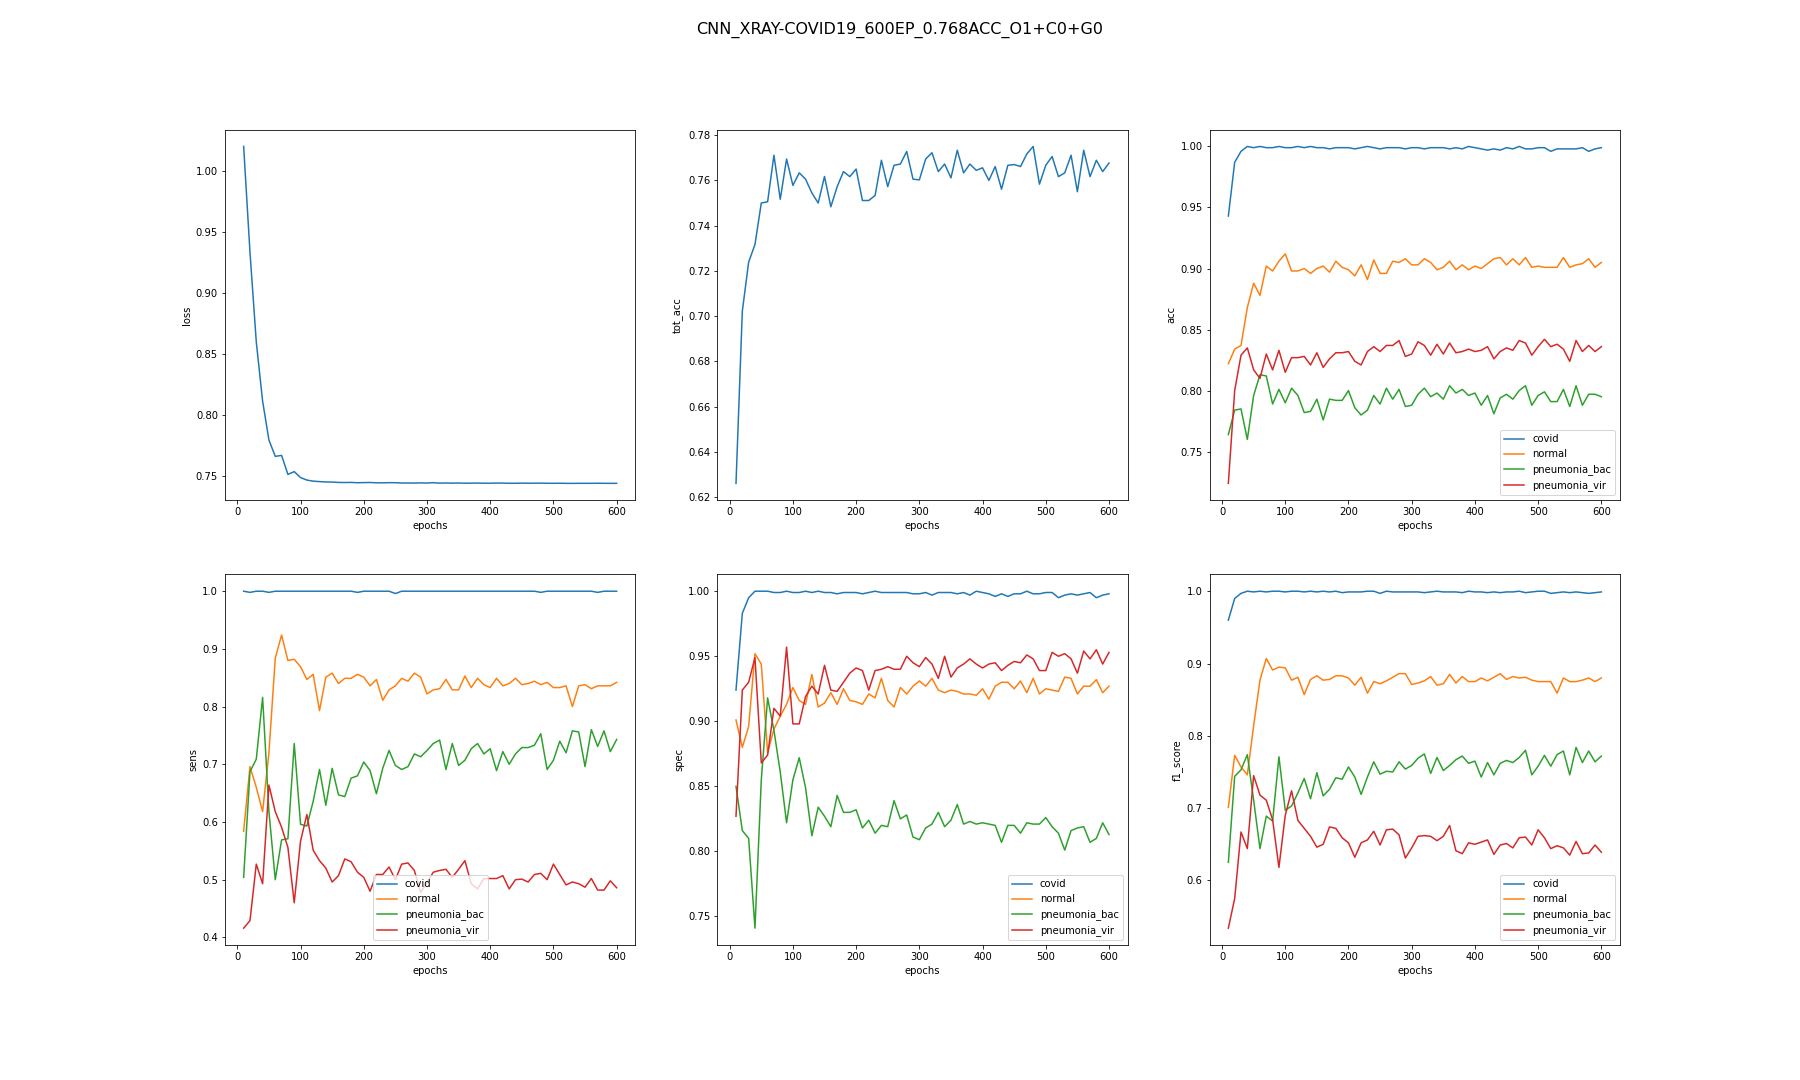 CNN_XRAY-COVID19_600EP_0.768ACC_O1+C0+G0
loss
1.00
0.95
0.90
0.85
0.80
0.75
0 100 200 300 400 500 600
epochs
tot_acc
0.78
0.76
0.74
0.72
0.70
0.68
0.66
0.64
0.62
0 100 200 300 400 500 600
epochs
acc
1.00
0.95
0.90
0.85
0.80
0.75
covid
normal
pneumonia_bac
pneumonia_vir
0 100 200 300 400 500 600
epochs
sens
1.0
0.9
0.8
0.7
0.6
0.5
0.4
covid
normal
pneumonia_bac
pneumonia_vir
0 100 200 300 400 500 600
epochs
spec
1.00
0.95
0.90
0.85
0.80
0.75
covid
normal
pneumonia_bac
pneumonia_vir
0 100 200 300 400 500 600
epochs
f1_score
1.0
0.9
0.8
0.7
0.6
covid
normal
pneumonia_bac
pneumonia_vir
0 100 200 300 400 500 600
epochs